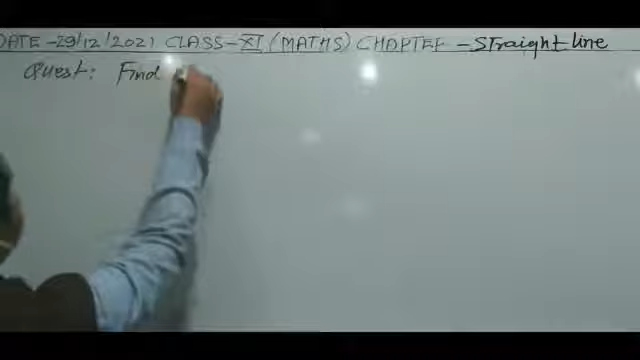 DATE -29/12/2021 CLASS-XI (MATHS) CHAPTER - Straight Line
Quest: Find